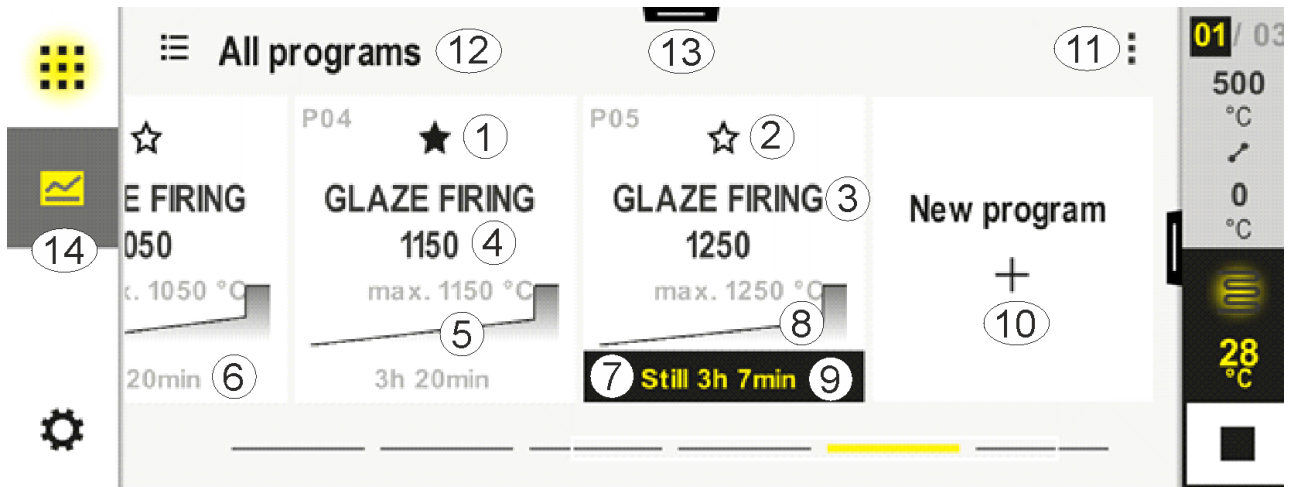 All programs 12
13
11
01/ 03
500
°C
0
°C
28
°C
14
E FIRING
050
x. 1050 °C
20min 6
P04
1
GLAZE FIRING
1150 4
max. 1150 °C
5
3h 20min
P05
2
GLAZE FIRING 3
1250
max. 1250 °C
8
7 Still 3h 7min 9
New program
+
10